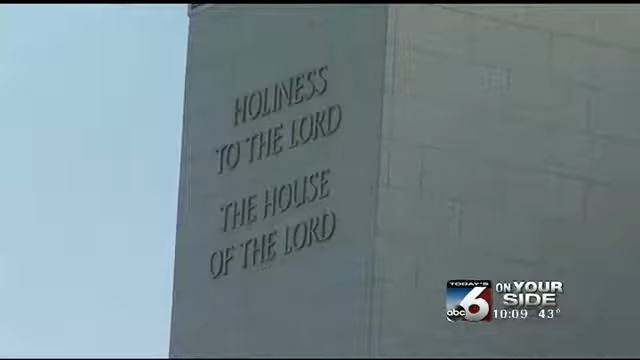 HOLINESS
TO THE LORD
THE HOUSE
OF THE LORD
TODAY'S
abc 6
ON YOUR
SIDE
10:09 43°